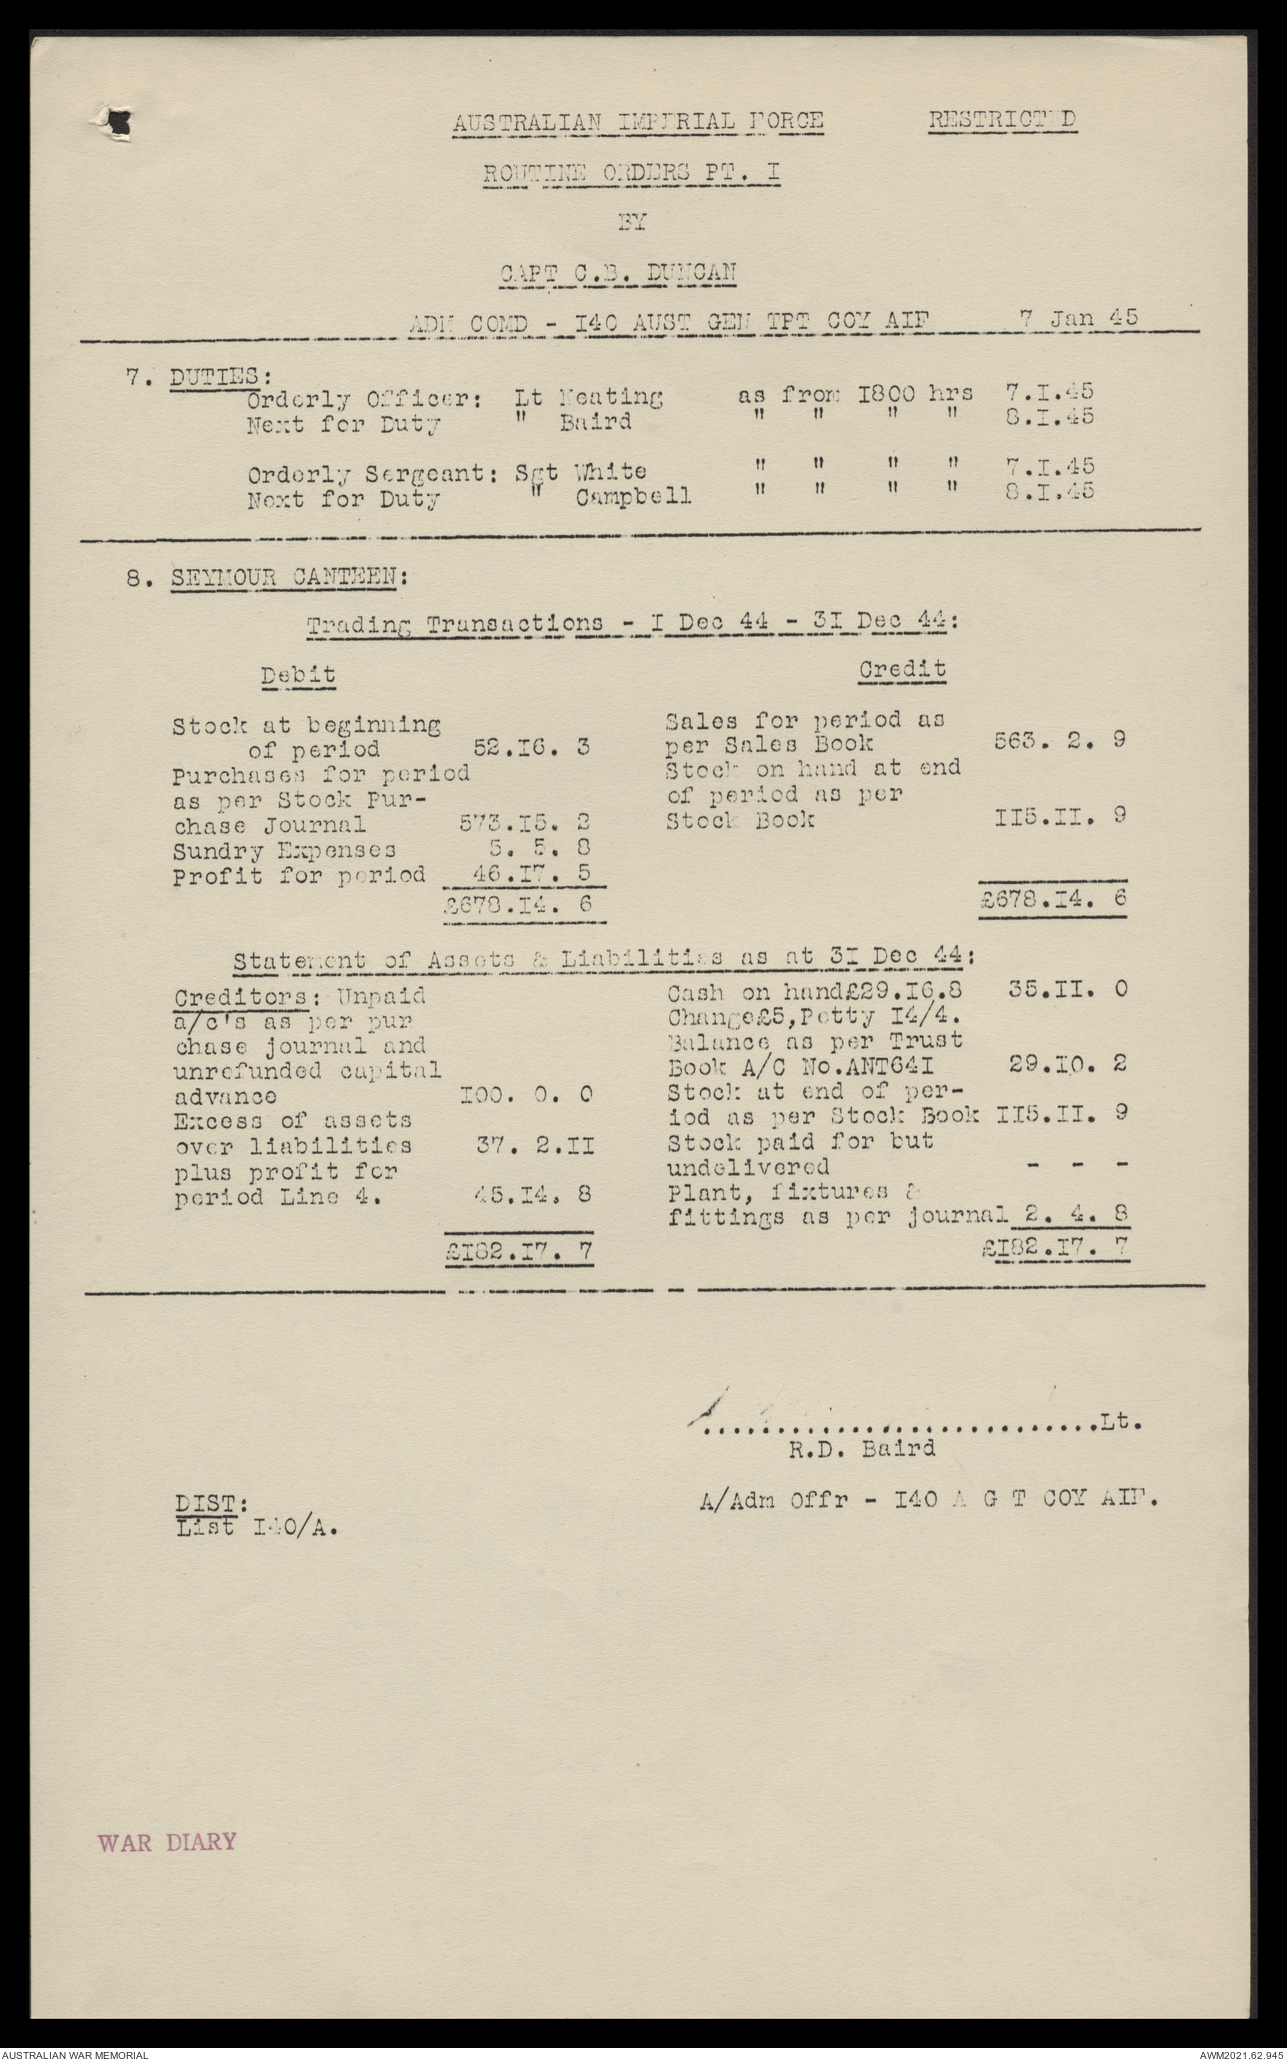 AUSTRALIAN IMPERIAL FORCE RESTRICTED
ROUTINE ORDERS PT. I
BY
CAPT C.B. DUNCAN
ADM COMD - I40 AUST GEN TPT COY AIF 7 Jan 45
7. DUTIES:
Orderly Officer: Lt Keating as from I800 hrs 7.I.45
Next for Duty " Baird " " " " 8.I.45
Orderly Sergeant: Sgt White " " " " 7.I.45
Next for Duty " Campbell " " " " 8.I.45
8. SEYMOUR CANTEEN:
Trading Transactions - I Dec 44 - 3I Dec 44:
Debit
Stock at beginning
of period 52.I6. 3
Purchases for period
as per Stock Pur-
chase Journal 573.I5. 2
Sundry Expenses 5. 5. 8
Profit for period 46.I7. 5
£678.I4. 6
Credit
Sales for period as
per Sales Book 563. 2. 9
Stock on hand at end
of period as per
Stock Book II5.II. 9
£678.I4. 6
Statement of Assets & Liabilities as at 3I Dec 44:
Creditors: Unpaid
a/c's as per pur
chase journal and
unrefunded capital
advance I00. 0. 0
Excess of assets
over liabilities 37. 2.II
plus profit for
period Line 4. 45.I4. 8
£I82.I7. 7
Cash on hand£29.I6.8 35.II. 0
Change£5,Petty I4/4.
Balance as per Trust
Book A/C No.ANT64I 29.I0. 2
Stock at end of per-
iod as per Stock Book II5.II. 9
Stock paid for but
undelivered - - -
Plant, fixtures &
fittings as per journal 2. 4. 8
£I82.I7. 7
............................Lt.
R.D. Baird
A/Adm Offr - I40 A G T COY AIF.
DIST:
List I40/A.
WAR DIARY
AUSTRALIAN WAR MEMORIAL AWM2021.62.945